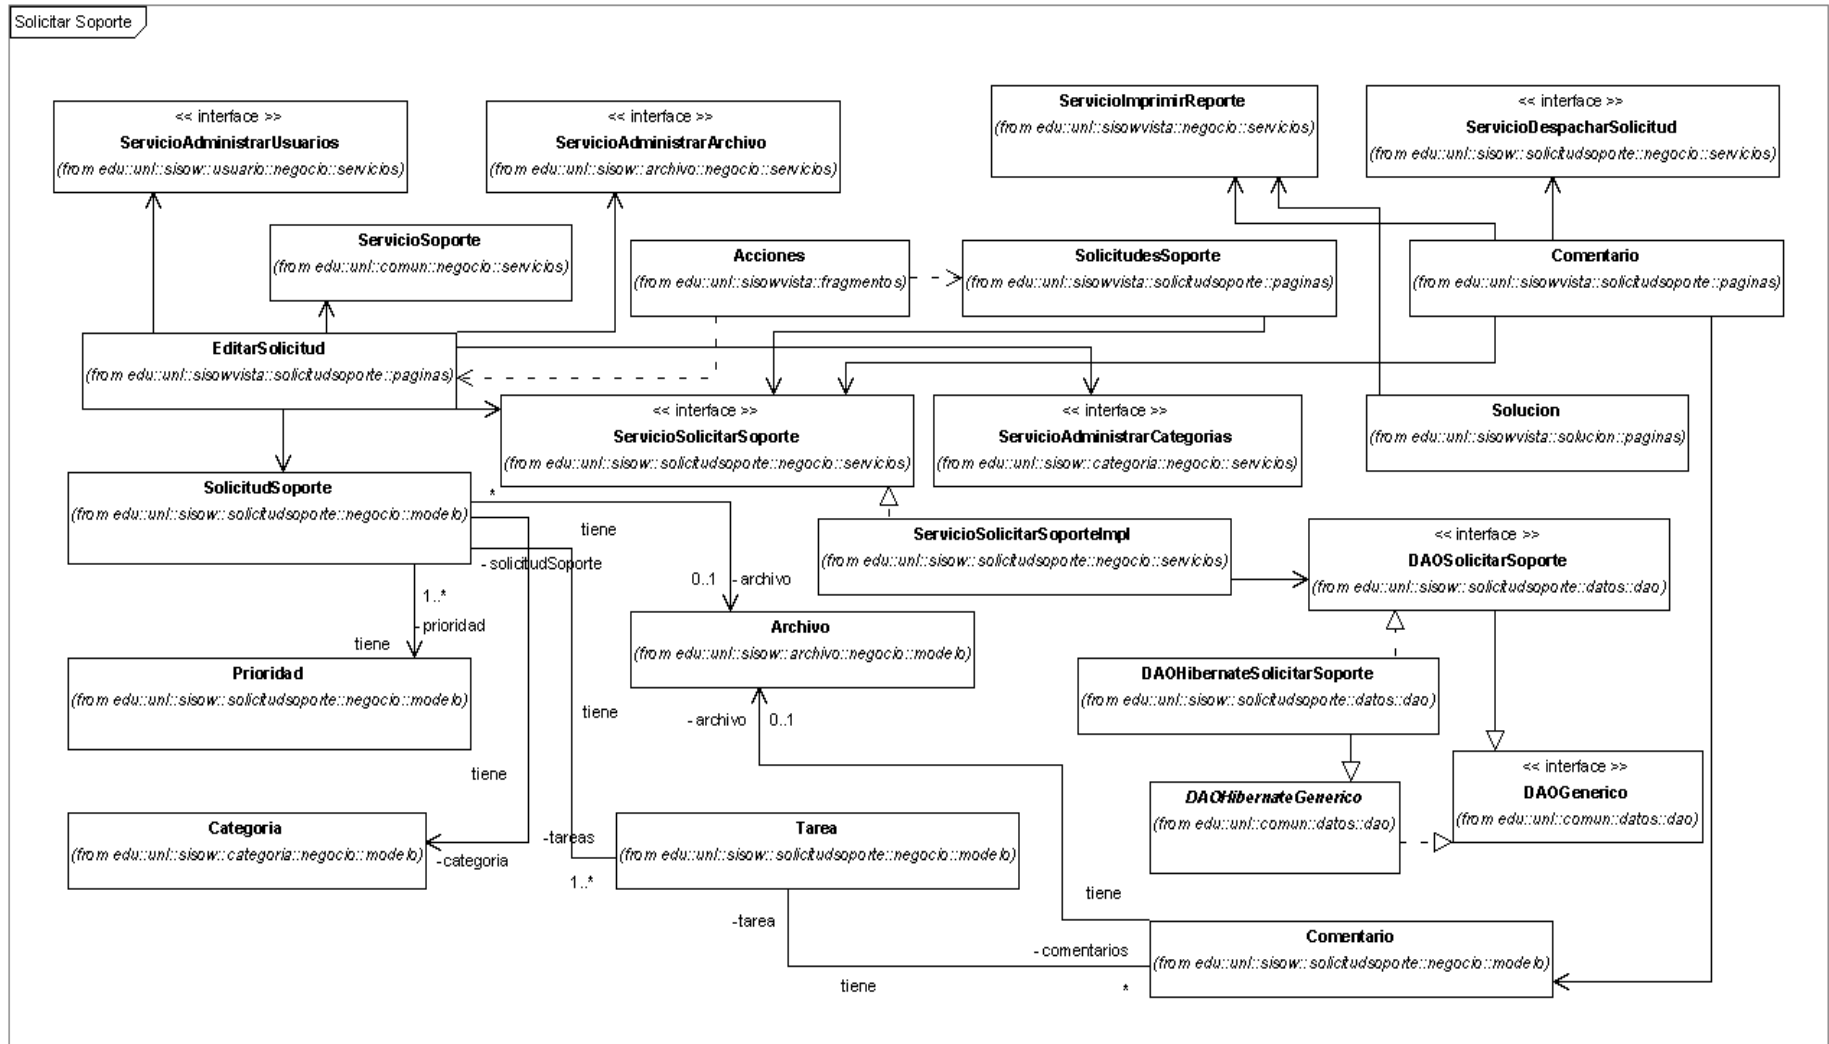 Solicitar Soporte
<< interface >>
ServicioAdministrarUsuarios
(from edu::unl::sisow::usuario::negocio::servicios)
<< interface >>
ServicioAdministrarArchivo
(from edu::unl::sisow::archivo::negocio::servicios)
ServicioImprimirReporte
(from edu::unl::sisowvista::negocio::servicios)
<< interface >>
ServicioDespacharSolicitud
(from edu::unl::sisow::solicitudsoporte::negocio::servicios)
ServicioSoporte
(from edu::unl::comun::negocio::servicios)
Acciones
(from edu::unl::sisowvista::fragmentos)
SolicitudesSoporte
(from edu::unl::sisowvista::solicitudsoporte::paginas)
Comentario
(from edu::unl::sisowvista::solicitudsoporte::paginas)
EditarSolicitud
(from edu::unl::sisowvista::solicitudsoporte::paginas)
<< interface >>
ServicioSolicitarSoporte
(from edu::unl::sisow::solicitudsoporte::negocio::servicios)
<< interface >>
ServicioAdministrarCategorias
(from edu::unl::sisow::categoria::negocio::servicios)
Solucion
(from edu::unl::sisowvista::solucion::paginas)
SolicitudSoporte
(from edu::unl::sisow::solicitudsoporte::negocio::modelo)
*
tiene
-solicitudSoporte
0..1
-archivo
ServicioSolicitarSoporteImpl
(from edu::unl::sisow::solicitudsoporte::negocio::servicios)
<< interface >>
DAOSolicitarSoporte
(from edu::unl::sisow::solicitudsoporte::datos::dao)
1..*
-prioridad
tiene
Archivo
(from edu::unl::sisow::archivo::negocio::modelo)
Prioridad
(from edu::unl::sisow::solicitudsoporte::negocio::modelo)
DAOHibernateSolicitarSoporte
(from edu::unl::sisow::solicitudsoporte::datos::dao)
tiene
-archivo
0..1
tiene
<< interface >>
DAOGenerico
(from edu::unl::comun::datos::dao)
DAOHibernateGenerico
(from edu::unl::comun::datos::dao)
Categoria
(from edu::unl::sisow::categoria::negocio::modelo)
-categoria
-tareas
1..*
Tarea
(from edu::unl::sisow::solicitudsoporte::negocio::modelo)
tiene
-tarea
-comentarios
tiene
*
Comentario
(from edu::unl::sisow::solicitudsoporte::negocio::modelo)